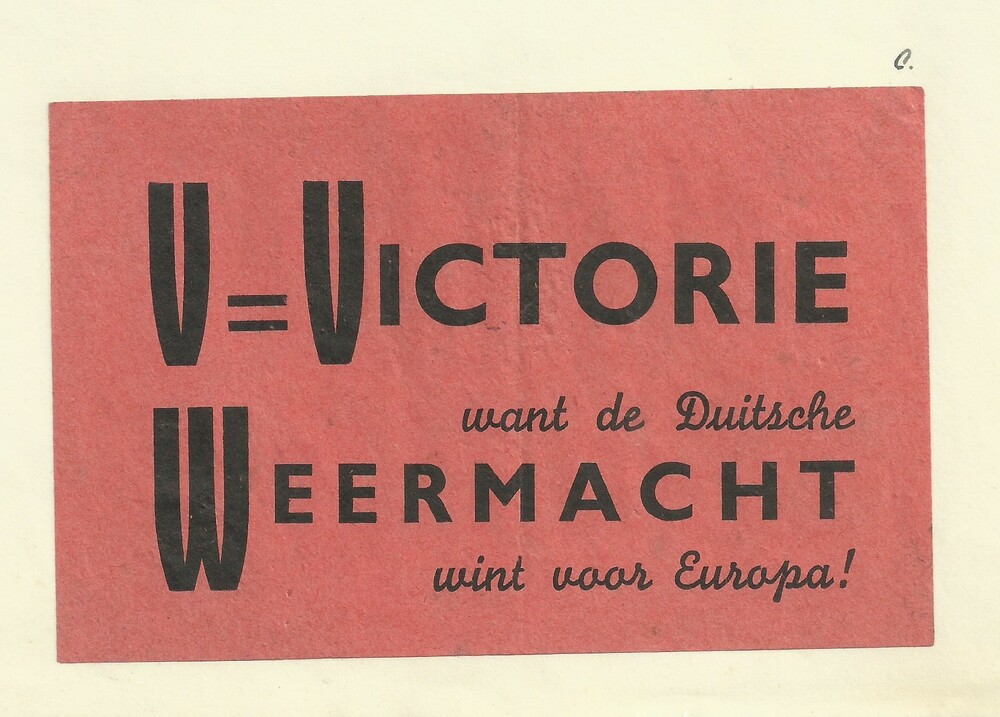 C.
V=VICTORIE
want de Duitsche
WEERMACHT
wint voor Europa!